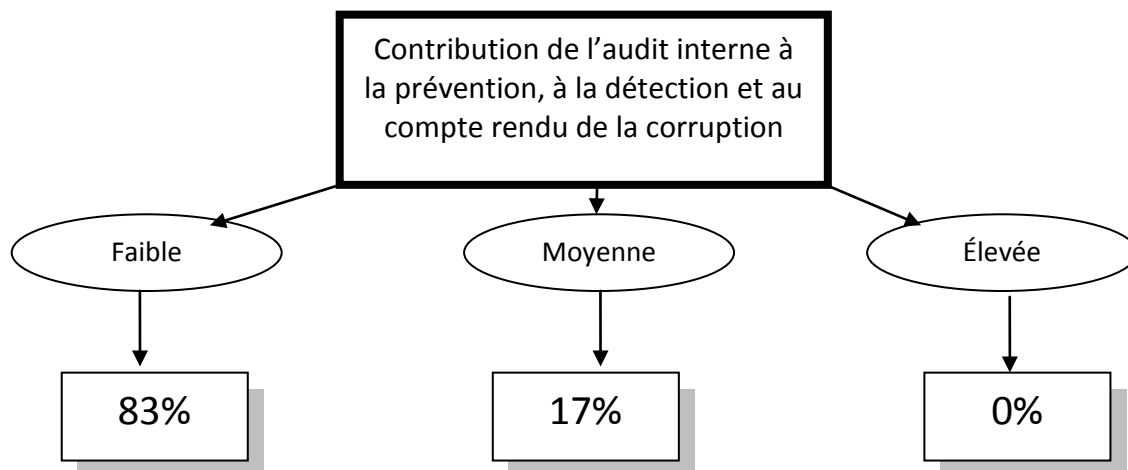 Contribution de l’audit interne à
la prévention, à la détection et au
compte rendu de la corruption
Faible
Moyenne
Élevée
83%
17%
0%